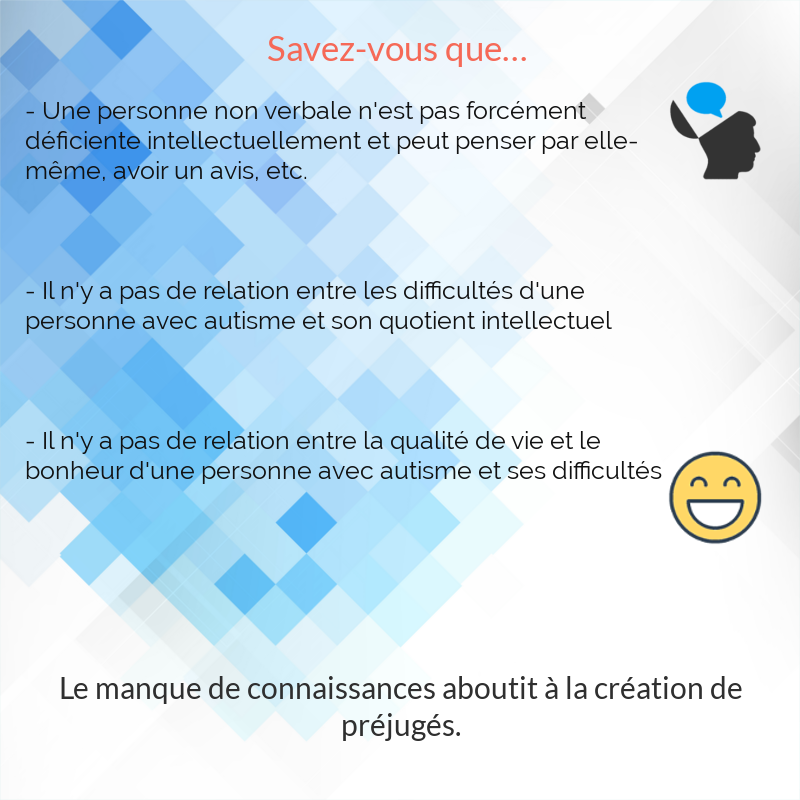 Savez-vous que...
- Une personne non verbale n'est pas forcément
déficiente intellectuellement et peut penser par elle-
même, avoir un avis, etc.
- Il n'y a pas de relation entre les difficultés d'une
personne avec autisme et son quotient intellectuel
- Il n'y a pas de relation entre la qualité de vie et le
bonheur d'une personne avec autisme et ses difficultés
Le manque de connaissances aboutit à la création de
préjugés.